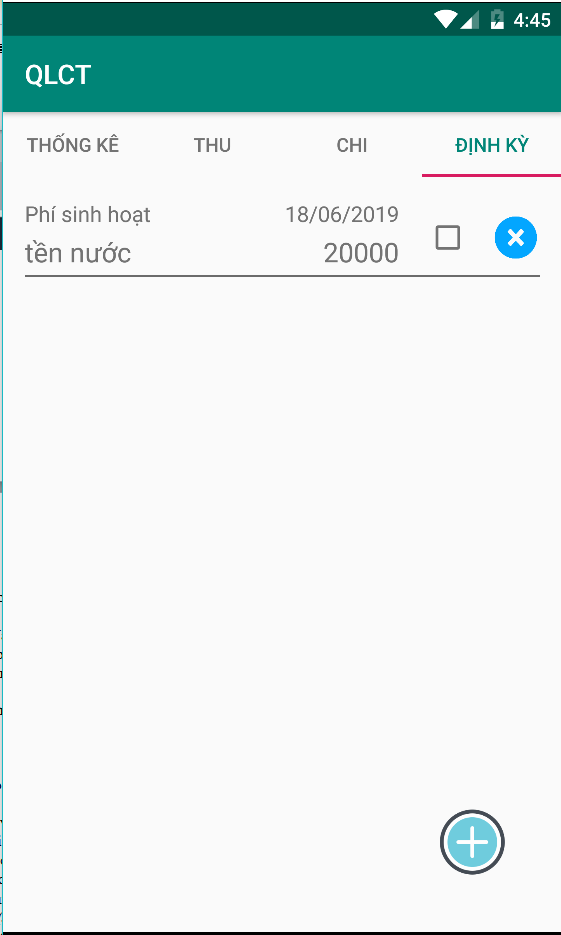 4:45
QLCT
THỐNG KÊ THU CHI ĐỊNH KỲ
Phí sinh hoạt 18/06/2019
tền nước 20000